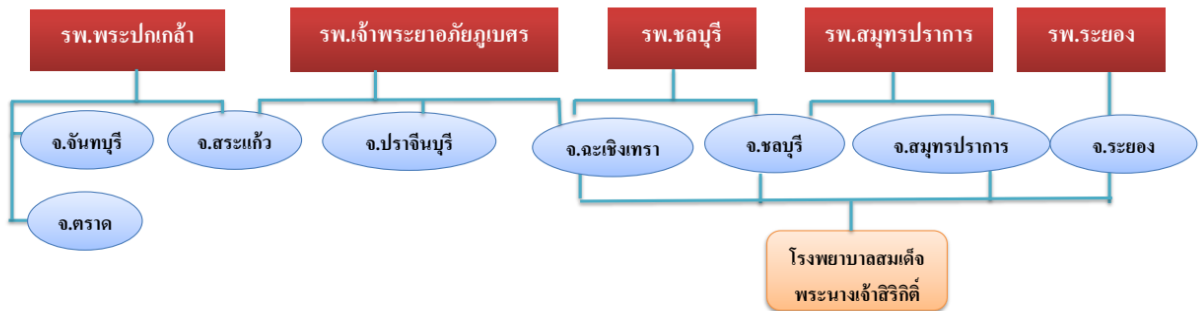 รพ.พระปกเกล้า
รพ.เจ้าพระยาอภัยภูเบศร
รพ.ชลบุรี
รพ.สมุทรปราการ
รพ.ระยอง
จ.จันทบุรี
จ.สระแก้ว
จ.ปราจีนบุรี
จ.ฉะเชิงเทรา
จ.ชลบุรี
จ.สมุทรปราการ
จ.ระยอง
จ.ตราด
โรงพยาบาลสมเด็จ
พระนางเจ้าสิริกิติ์